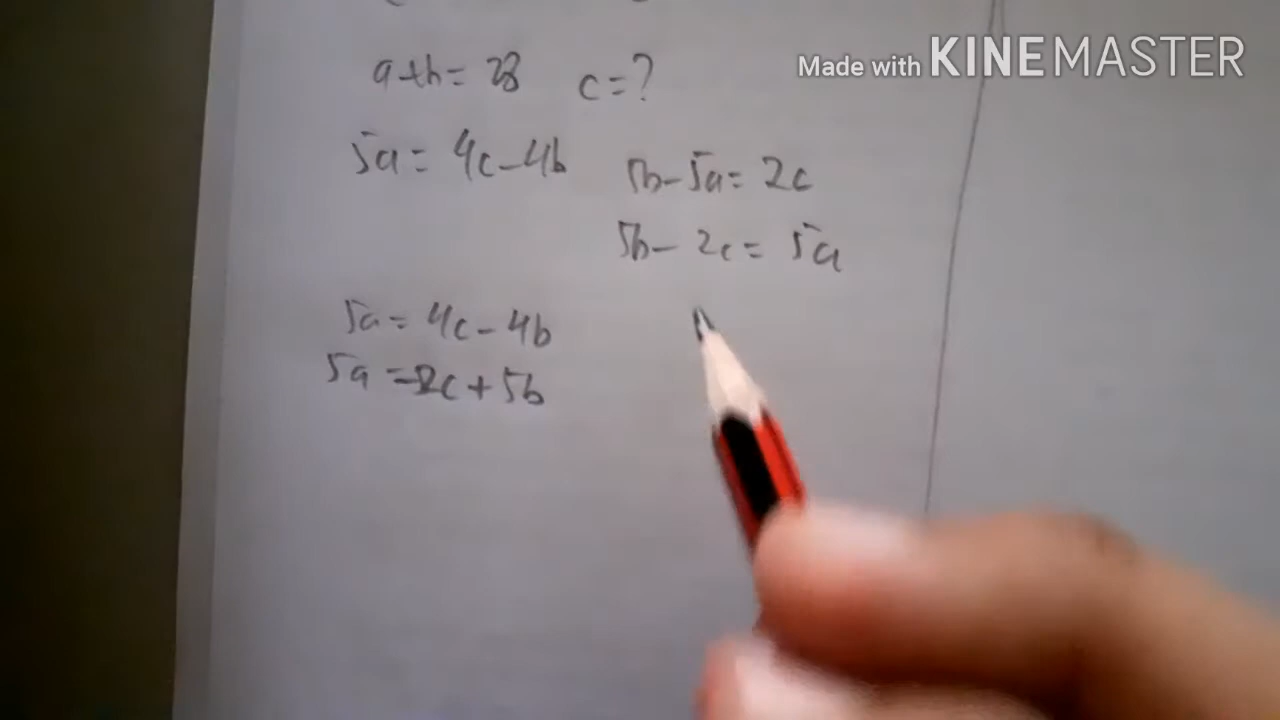 Made with KINEMASTER
a+b= 28 c=?
5a= 4c-4b
5b-5a= 2c
5b- 2c= 5a
5a= 4c-4b
5a =-2c+5b